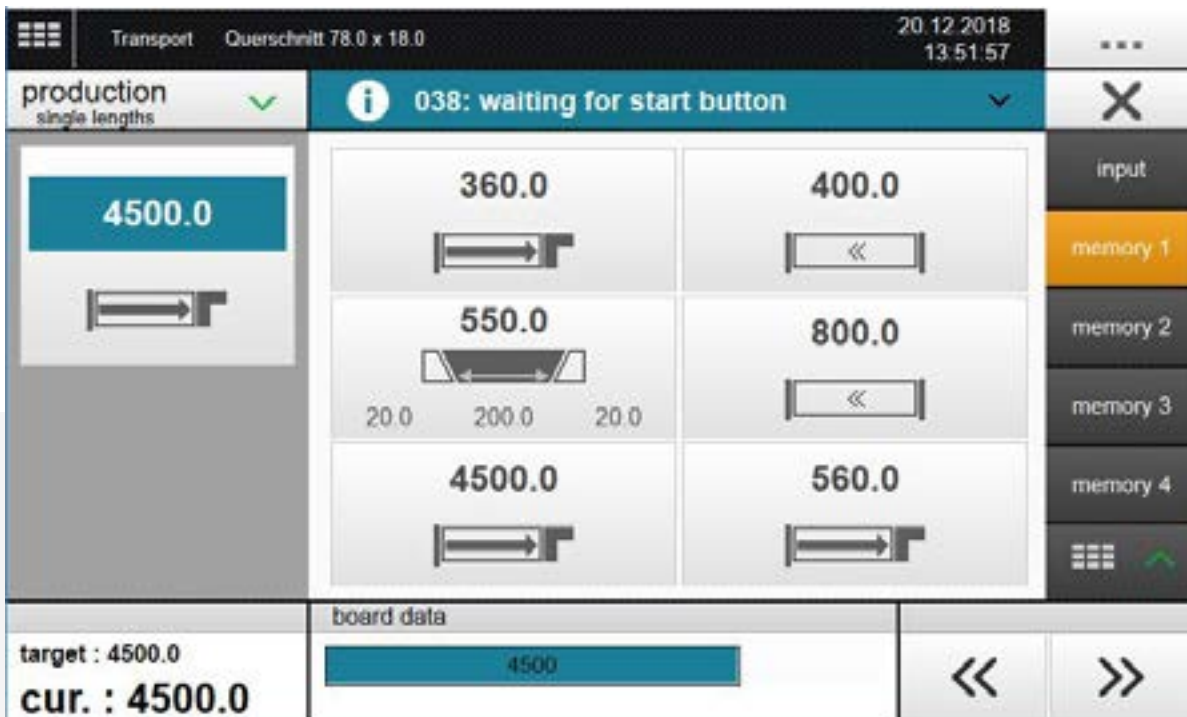 Transport Querschnitt 78.0 x 18.0 20.12.2018
13:51:57
production
single lengths
038: waiting for start button
4500.0
360.0
400.0
550.0
20.0 200.0 20.0
800.0
4500.0
560.0
input
memory 1
memory 2
memory 3
memory 4
target : 4500.0
cur. : 4500.0
board data
4500